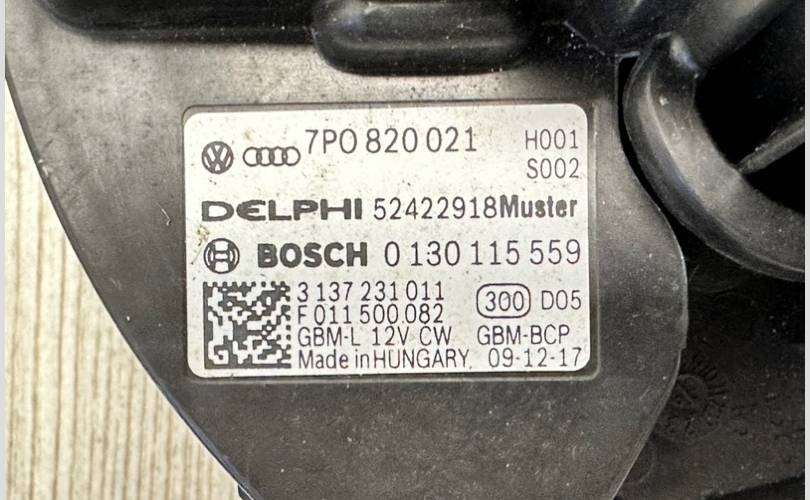 7P0 820 021 H001
S002
DELPHI 52422918Muster
BOSCH 0 130 115 559
3 137 231 011 300 D05
F 011 500 082
GBM-L 12V CW GBM-BCP
Made in HUNGARY, 09-12-17